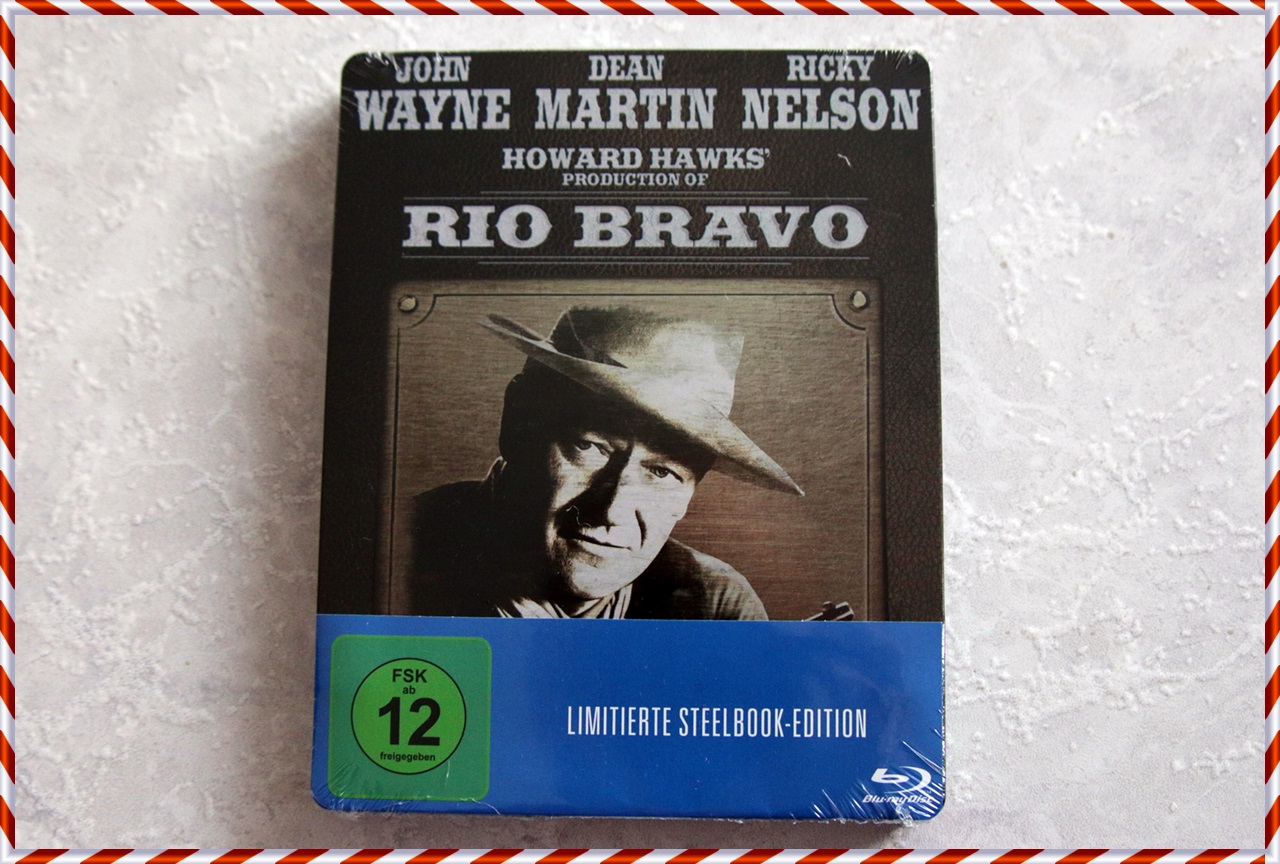 JOHN DEAN RICKY
WAYNE MARTIN NELSON
HOWARD HAWKS'
PRODUCTION OF
RIO BRAVO
FSK
ab
12
freigegeben
LIMITIERTE STEELBOOK-EDITION
Blu-ray Disc